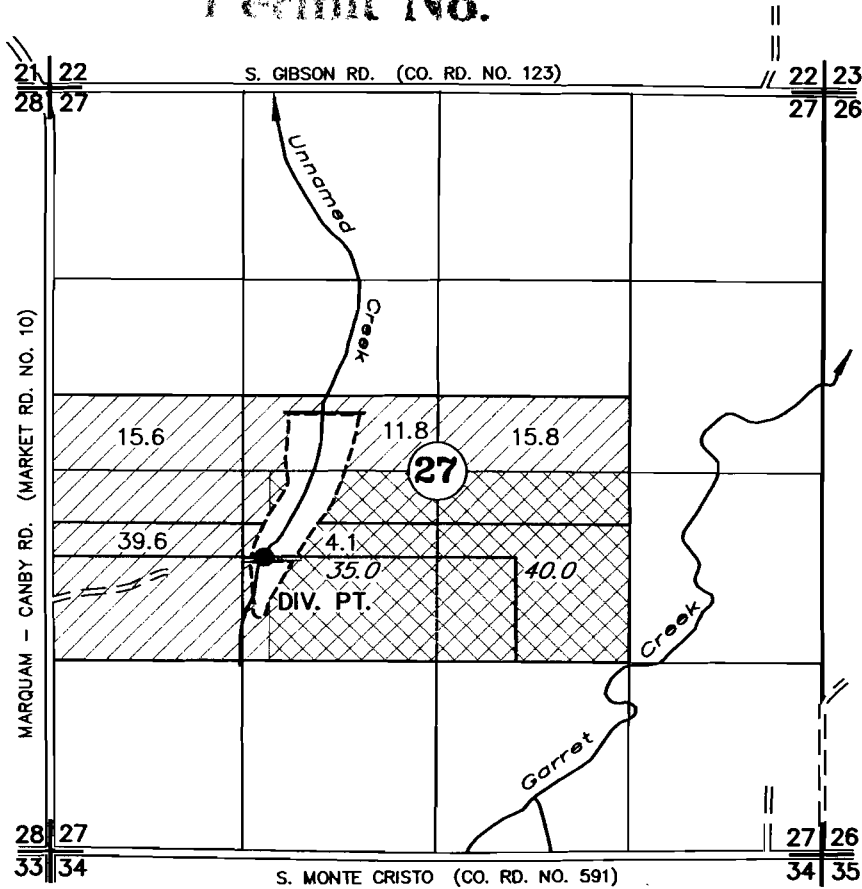 Permit No.
21 22
28 27
S. GIBSON RD. (CO. RD. NO. 123)
22 23
27 26
Unnamed
Creek
MARQUAM - CANBY RD. (MARKET RD. NO. 10)
15.6
11.8
15.8
27
39.6
4.1
35.0
40.0
DIV. PT.
Creek
Garret
28 27
33 34
27 26
34 35
S. MONTE CRISTO (CO. RD. NO. 591)